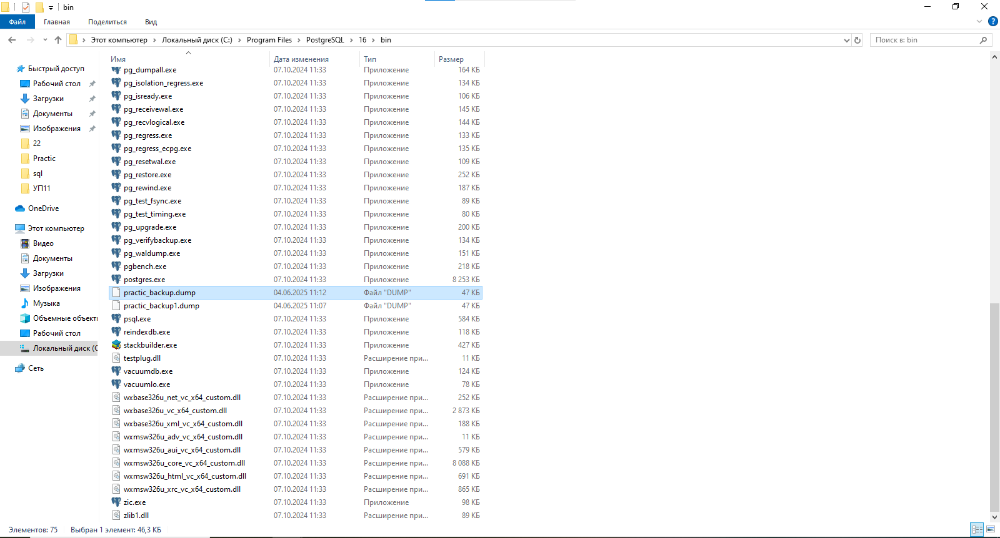 bin
Файл Главная Поделиться Вид
Этот компьютер Локальный диск (C:) Program Files PostgreSQL 16 bin
Поиск в: bin
Быстрый доступ
Рабочий стол
Загрузки
Документы
Изображения
22
Practic
sql
УП11
OneDrive
Этот компьютер
Видео
Документы
Загрузки
Изображения
Музыка
Объемные объект
Рабочий стол
Локальный диск (C
Сеть
Имя Дата изменения Тип Размер
pg_dumpall.exe 07.10.2024 11:33 Приложение 164 КБ
pg_isolation_regress.exe 07.10.2024 11:33 Приложение 134 КБ
pg_isready.exe 07.10.2024 11:33 Приложение 106 КБ
pg_receivewal.exe 07.10.2024 11:33 Приложение 145 КБ
pg_recvlogical.exe 07.10.2024 11:33 Приложение 144 КБ
pg_regress.exe 07.10.2024 11:33 Приложение 133 КБ
pg_regress_ecpg.exe 07.10.2024 11:33 Приложение 135 КБ
pg_resetwal.exe 07.10.2024 11:33 Приложение 109 КБ
pg_restore.exe 07.10.2024 11:33 Приложение 252 КБ
pg_rewind.exe 07.10.2024 11:33 Приложение 187 КБ
pg_test_fsync.exe 07.10.2024 11:33 Приложение 89 КБ
pg_test_timing.exe 07.10.2024 11:33 Приложение 80 КБ
pg_upgrade.exe 07.10.2024 11:33 Приложение 200 КБ
pg_verifybackup.exe 07.10.2024 11:33 Приложение 134 КБ
pg_waldump.exe 07.10.2024 11:33 Приложение 151 КБ
pgbench.exe 07.10.2024 11:33 Приложение 218 КБ
postgres.exe 07.10.2024 11:33 Приложение 8 253 КБ
practic_backup.dump 04.06.2025 11:12 Файл "DUMP" 47 КБ
practic_backup1.dump 04.06.2025 11:07 Файл "DUMP" 47 КБ
psql.exe 07.10.2024 11:33 Приложение 584 КБ
reindexdb.exe 07.10.2024 11:33 Приложение 118 КБ
stackbuilder.exe 07.10.2024 11:33 Приложение 427 КБ
testplug.dll 07.10.2024 11:33 Расширение при... 11 КБ
vacuumdb.exe 07.10.2024 11:33 Приложение 124 КБ
vacuumlo.exe 07.10.2024 11:33 Приложение 78 КБ
wxbase326u_net_vc_x64_custom.dll 07.10.2024 11:33 Расширение при... 252 КБ
wxbase326u_vc_x64_custom.dll 07.10.2024 11:33 Расширение при... 2 873 КБ
wxbase326u_xml_vc_x64_custom.dll 07.10.2024 11:33 Расширение при... 188 КБ
wxmsw326u_adv_vc_x64_custom.dll 07.10.2024 11:33 Расширение при... 11 КБ
wxmsw326u_aui_vc_x64_custom.dll 07.10.2024 11:33 Расширение при... 579 КБ
wxmsw326u_core_vc_x64_custom.dll 07.10.2024 11:33 Расширение при... 8 088 КБ
wxmsw326u_html_vc_x64_custom.dll 07.10.2024 11:33 Расширение при... 691 КБ
wxmsw326u_xrc_vc_x64_custom.dll 07.10.2024 11:33 Расширение при... 865 КБ
zic.exe 07.10.2024 11:33 Приложение 98 КБ
zlib1.dll 07.10.2024 11:33 Расширение при... 89 КБ
Элементов: 75 Выбран 1 элемент: 46,3 КБ